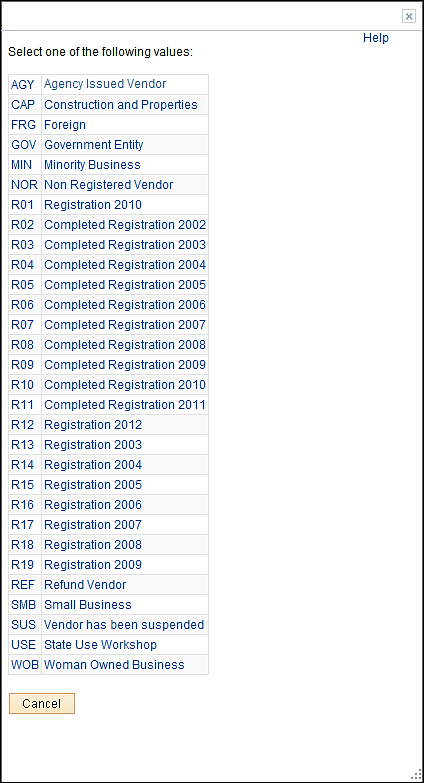 Help
Select one of the following values:
AGY Agency Issued Vendor
CAP Construction and Properties
FRG Foreign
GOV Government Entity
MIN Minority Business
NOR Non Registered Vendor
R01 Registration 2010
R02 Completed Registration 2002
R03 Completed Registration 2003
R04 Completed Registration 2004
R05 Completed Registration 2005
R06 Completed Registration 2006
R07 Completed Registration 2007
R08 Completed Registration 2008
R09 Completed Registration 2009
R10 Completed Registration 2010
R11 Completed Registration 2011
R12 Registration 2012
R13 Registration 2003
R14 Registration 2004
R15 Registration 2005
R16 Registration 2006
R17 Registration 2007
R18 Registration 2008
R19 Registration 2009
REF Refund Vendor
SMB Small Business
SUS Vendor has been suspended
USE State Use Workshop
WOB Woman Owned Business
Cancel